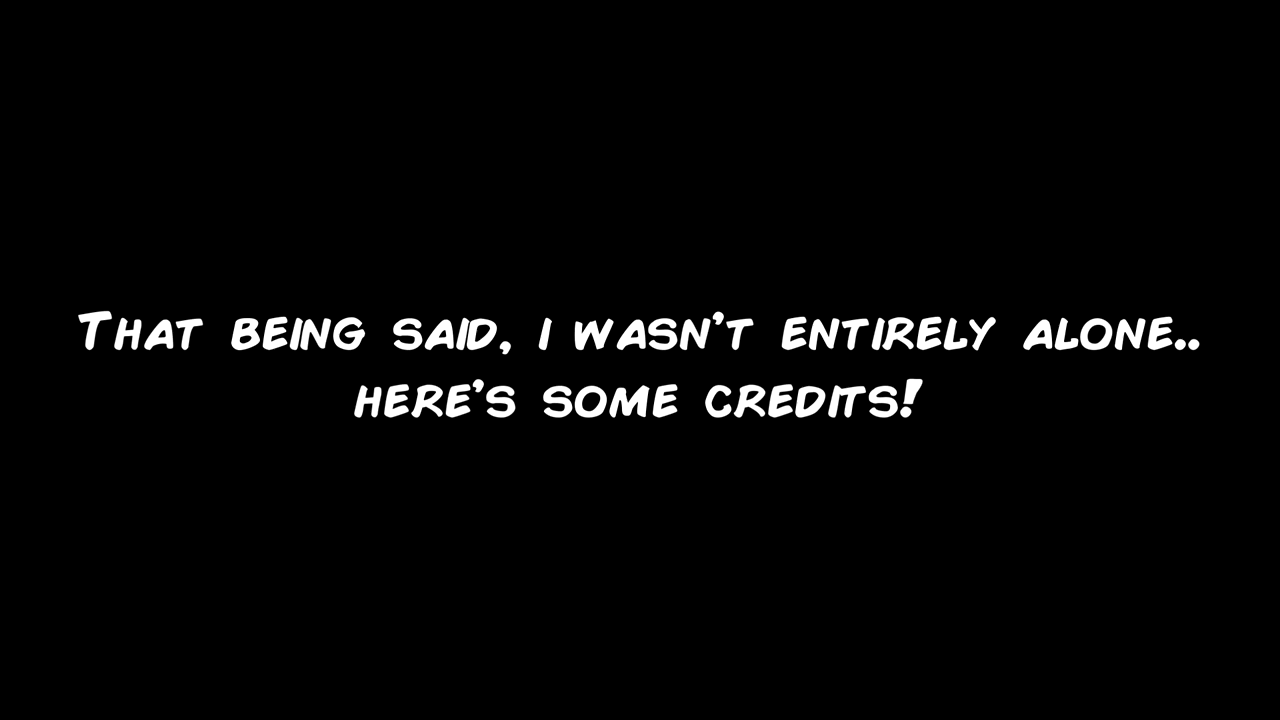 That being said, i wasn't entirely alone..
here's some credits!